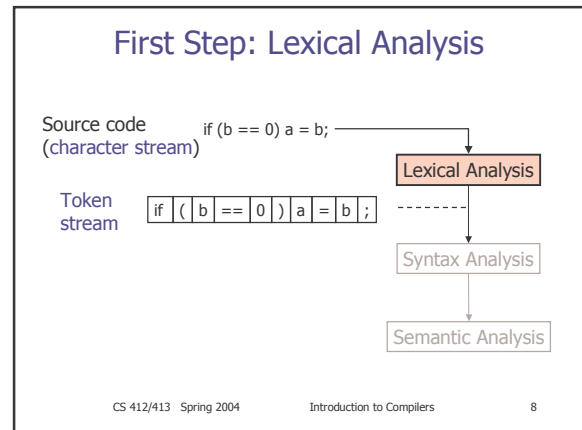 First Step: Lexical Analysis
Source code
(character stream)
if (b == 0) a = b;
Lexical Analysis
Token
stream
if ( b == 0 ) a = b ;
Syntax Analysis
Semantic Analysis
CS 412/413 Spring 2004 Introduction to Compilers 8